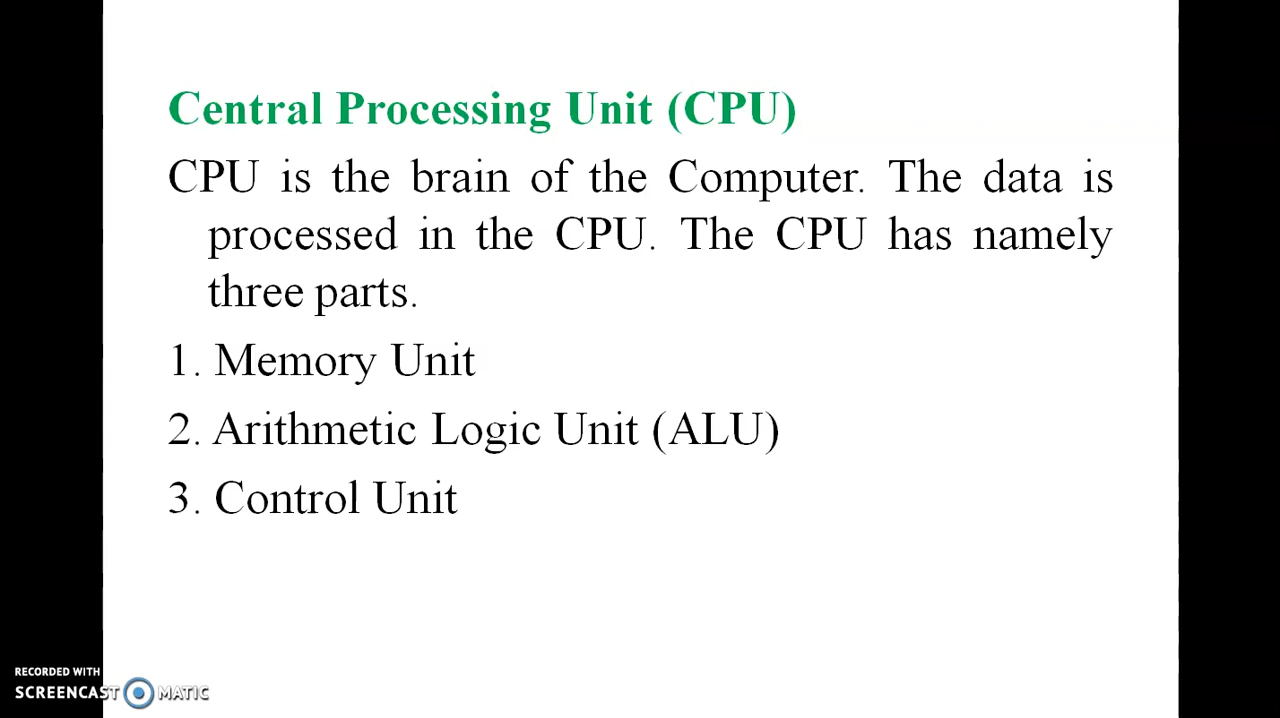 Central Processing Unit (CPU)
CPU is the brain of the Computer. The data is
processed in the CPU. The CPU has namely
three parts.
1. Memory Unit
2. Arithmetic Logic Unit (ALU)
3. Control Unit
RECORDED WITH
SCREENCAST MATIC